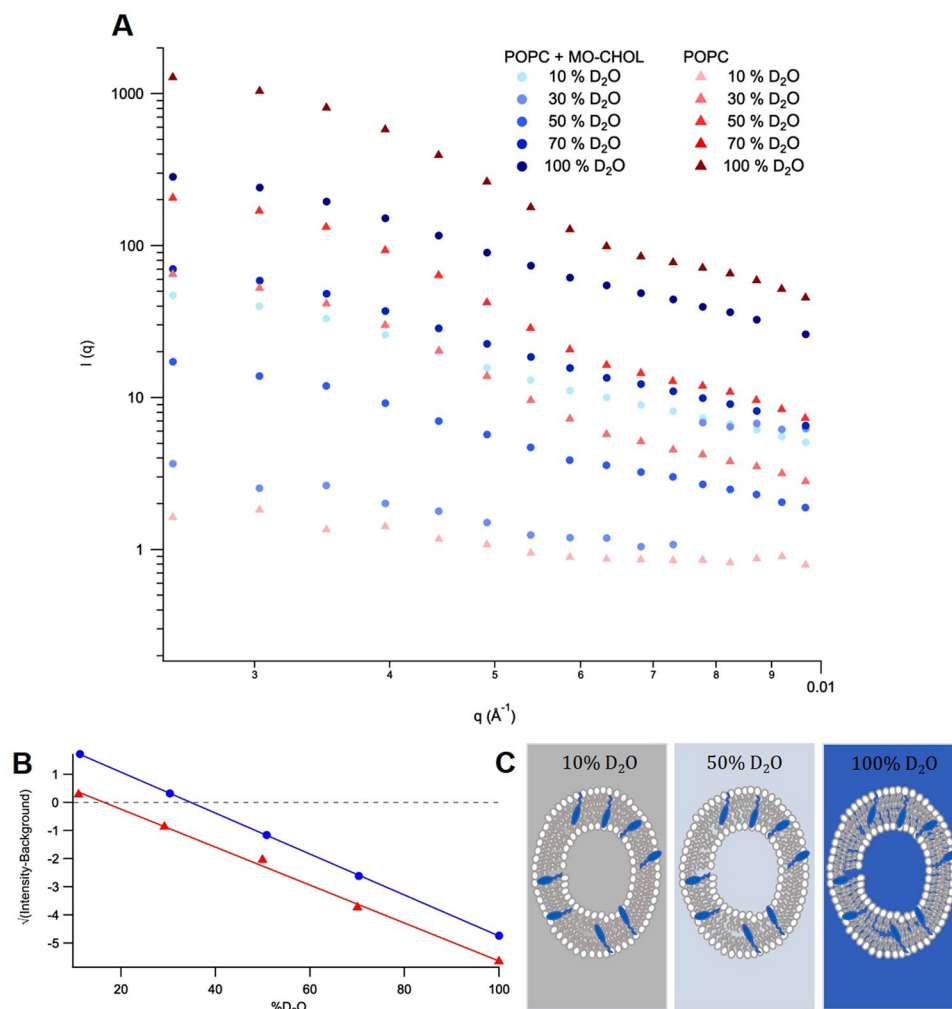 A
POPC + MO-CHOL POPC
10 % D₂O 10 % D₂O
30 % D₂O 30 % D₂O
50 % D₂O 50 % D₂O
70 % D₂O 70 % D₂O
100 % D₂O 100 % D₂O
1000
100
10
1
I (q)
3 4 5 6 7 8 9 0.01
q (Å⁻¹)
B
1
0
-1
-2
-3
-4
-5
√(Intensity-Background)
20 40 60 80 100
%D₂O
C
10% D₂O 50% D₂O 100% D₂O